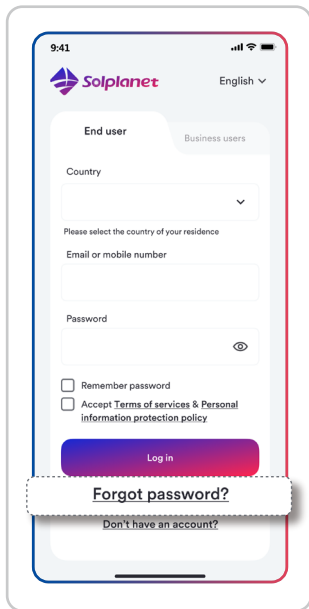 9:41
Solplanet
English
End user
Business users
Country
Please select the country of your residence
Email or mobile number
Password
Remember password
Accept Terms of services & Personal
information protection policy
Log in
Forgot password?
Don't have an account?